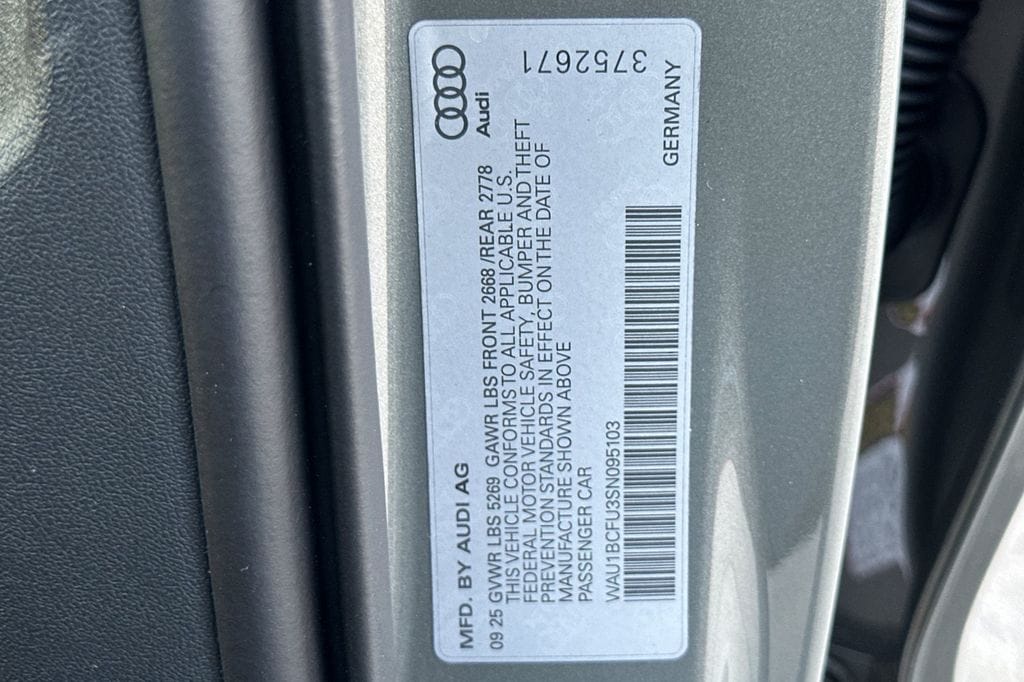 MFD. BY AUDI AG
Audi
09 25 GVWR LBS 5269 GAWR LBS FRONT 2668 /REAR 2778
THIS VEHICLE CONFORMS TO ALL APPLICABLE U.S.
FEDERAL MOTOR VEHICLE SAFETY, BUMPER AND THEFT
PREVENTION STANDARDS IN EFFECT ON THE DATE OF
MANUFACTURE SHOWN ABOVE
PASSENGER CAR
WAU1BCFU3SN095103
GERMANY
3752671